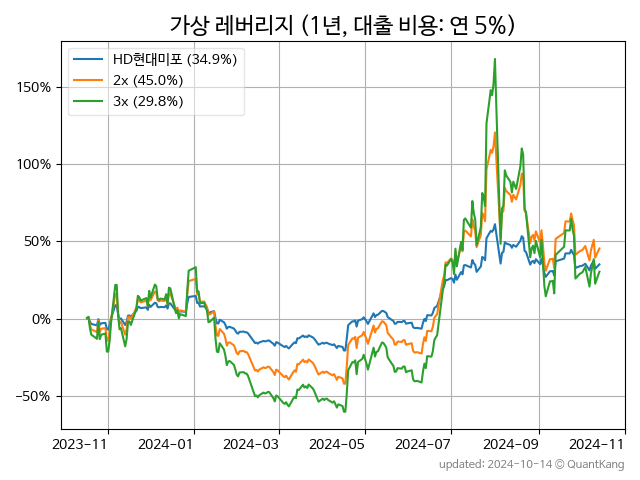 가상 레버리지 (1년, 대출 비용: 연 5%)
HD현대미포 (34.9%)
2x (45.0%)
3x (29.8%)
150%
100%
50%
0%
−50%
2023-11
2024-01
2024-03
2024-05
2024-07
2024-09
2024-11
updated: 2024-10-14 © QuantKang